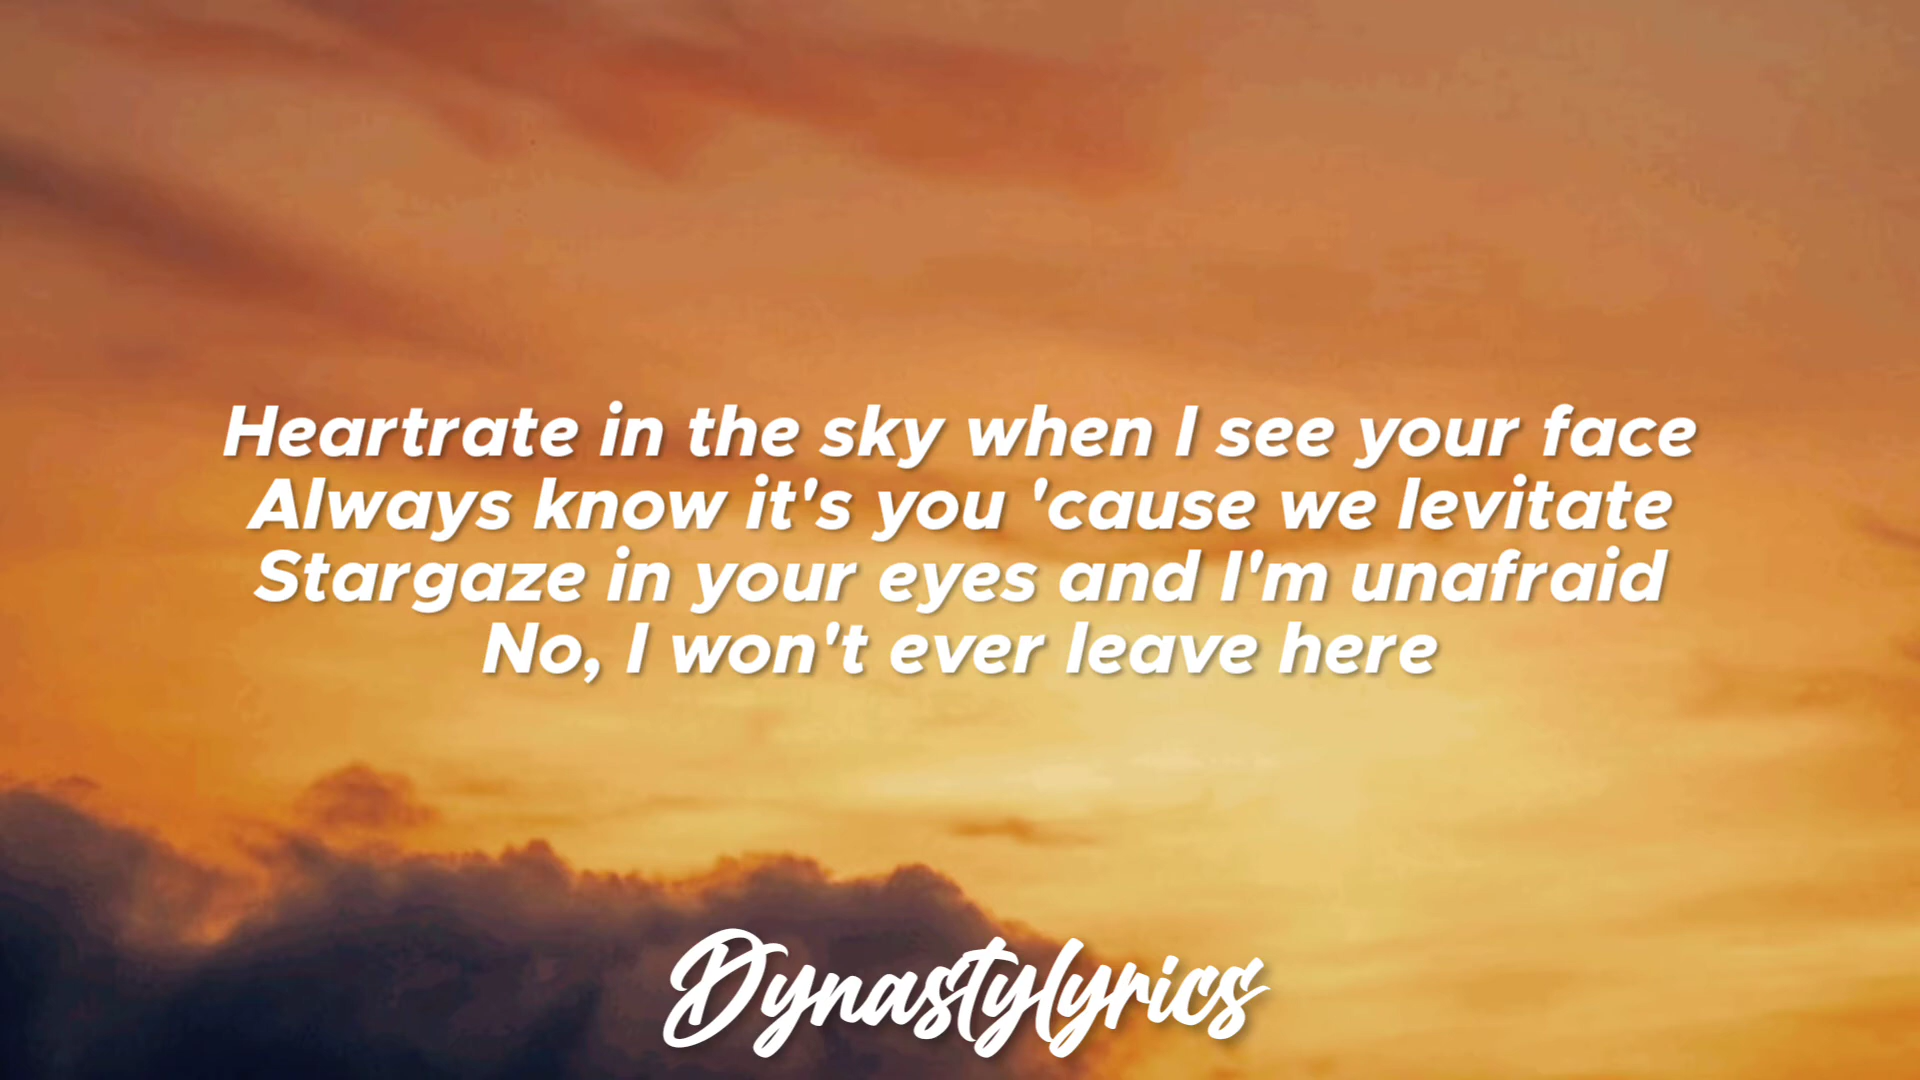 Heartrate in the sky when I see your face
Always know it's you 'cause we levitate
Stargaze in your eyes and I'm unafraid
No, I won't ever leave here
Dynastylyrics